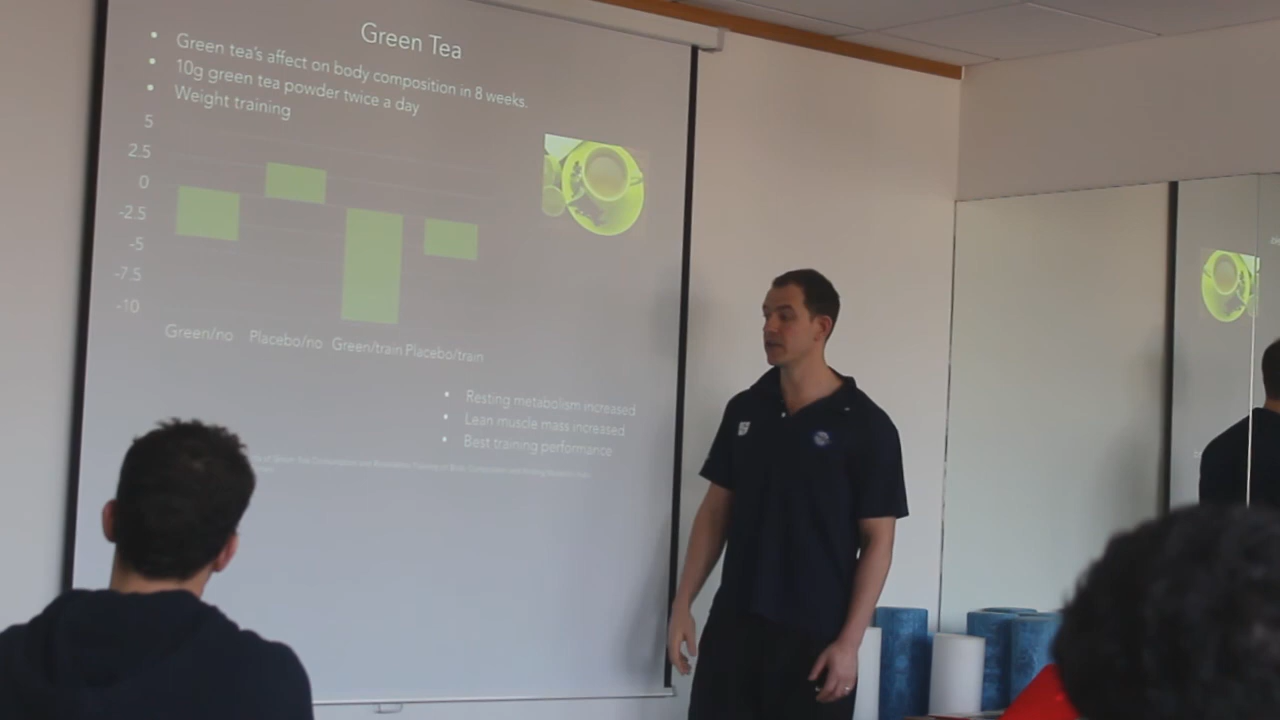 Green Tea
• Green tea's affect on body composition in 8 weeks.
• 10g green tea powder twice a day
• Weight training
5
2.5
0
-2.5
-5
-7.5
-10
Green/no Placebo/no Green/train Placebo/train
• Resting metabolism increased
• Lean muscle mass increased
• Best training performance